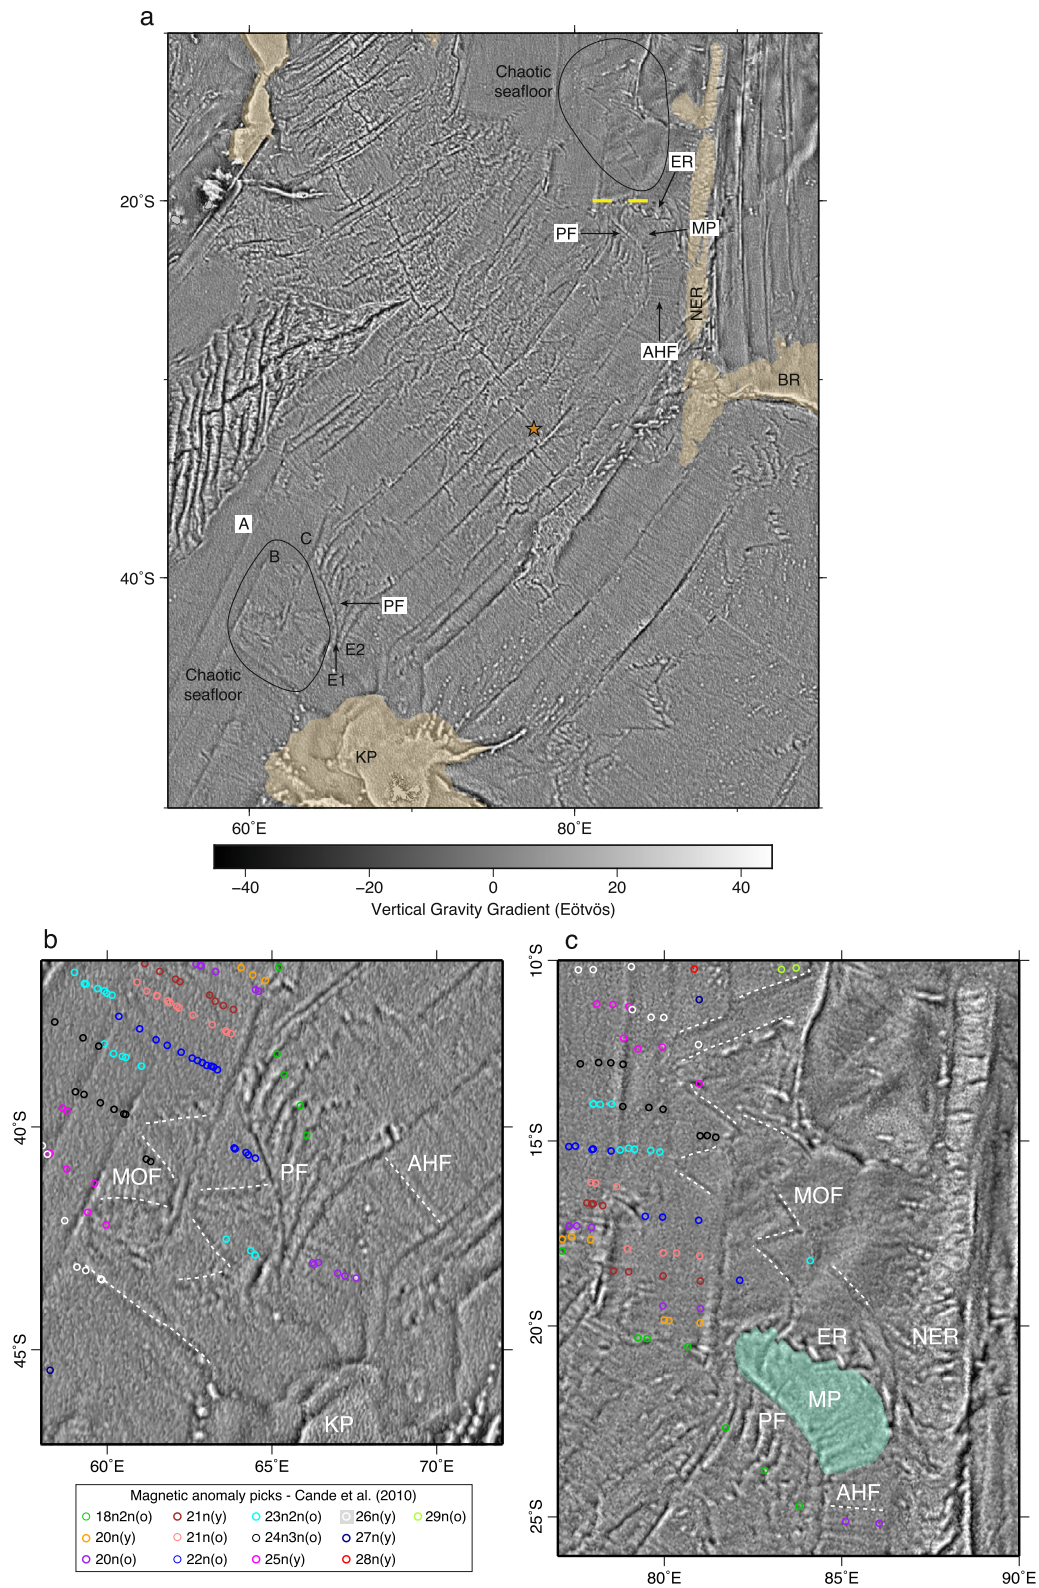 a
Chaotic
seafloor
ER
20°S
PF
MP
NER
AHF
BR
A
C
B
40°S
PF
E2
Chaotic
seafloor
E1
KP
60°E
80°E
−40
−20
0
20
40
Vertical Gravity Gradient (Eötvös)
b
40°S
45°S
MOF
PF
AHF
KP
60°E
65°E
70°E
c
10°S
15°S
20°S
25°S
MOF
ER
NER
MP
PF
AHF
80°E
85°E
90°E
Magnetic anomaly picks - Cande et al. (2010)
18n2n(o) 21n(y) 23n2n(o) 26n(y) 29n(o)
20n(y) 21n(o) 24n3n(o) 27n(y)
20n(o) 22n(o) 25n(y) 28n(y)